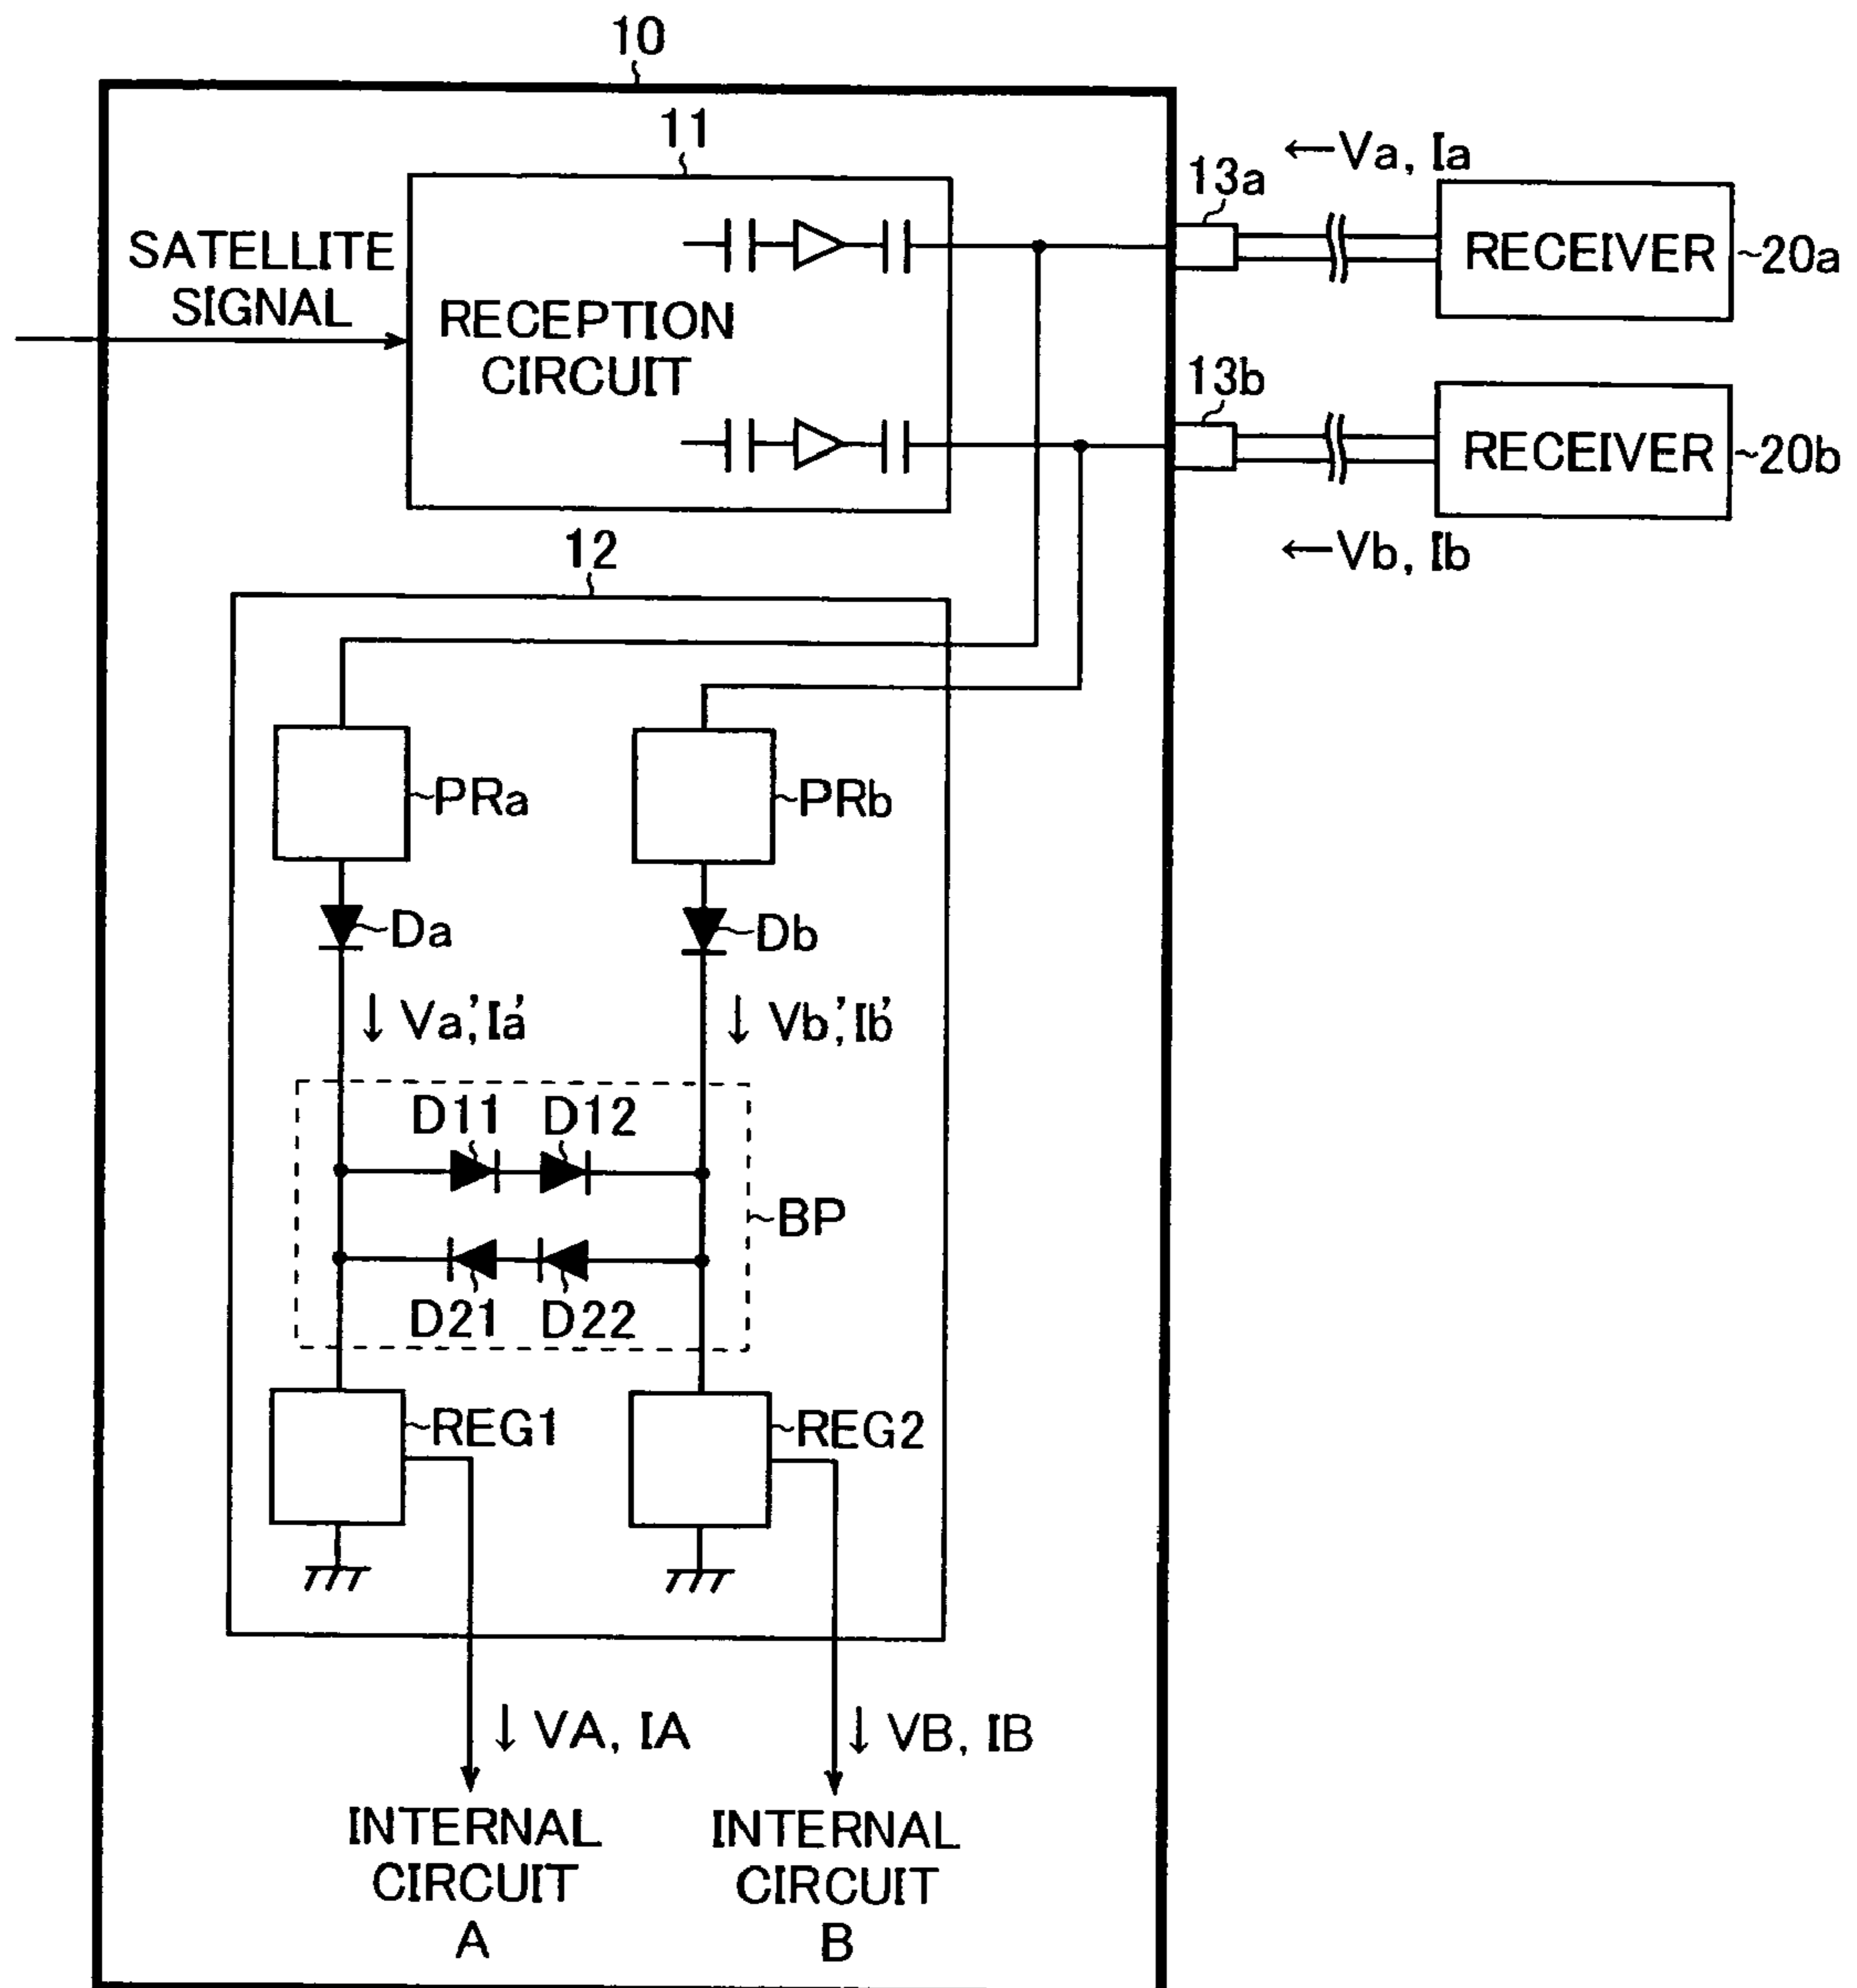 10
11
←Va, Ia
13a
SATELLITE
SIGNAL
RECEIVER
20a
RECEPTION
CIRCUIT
13b
RECEIVER
20b
←Vb, Ib
12
PRa
PRb
Da
Db
↓ Va', Ia'
↓ Vb', Ib'
D11
D12
BP
D21
D22
REG1
REG2
↓ VA, IA
↓ VB, IB
INTERNAL
CIRCUIT
A
INTERNAL
CIRCUIT
B